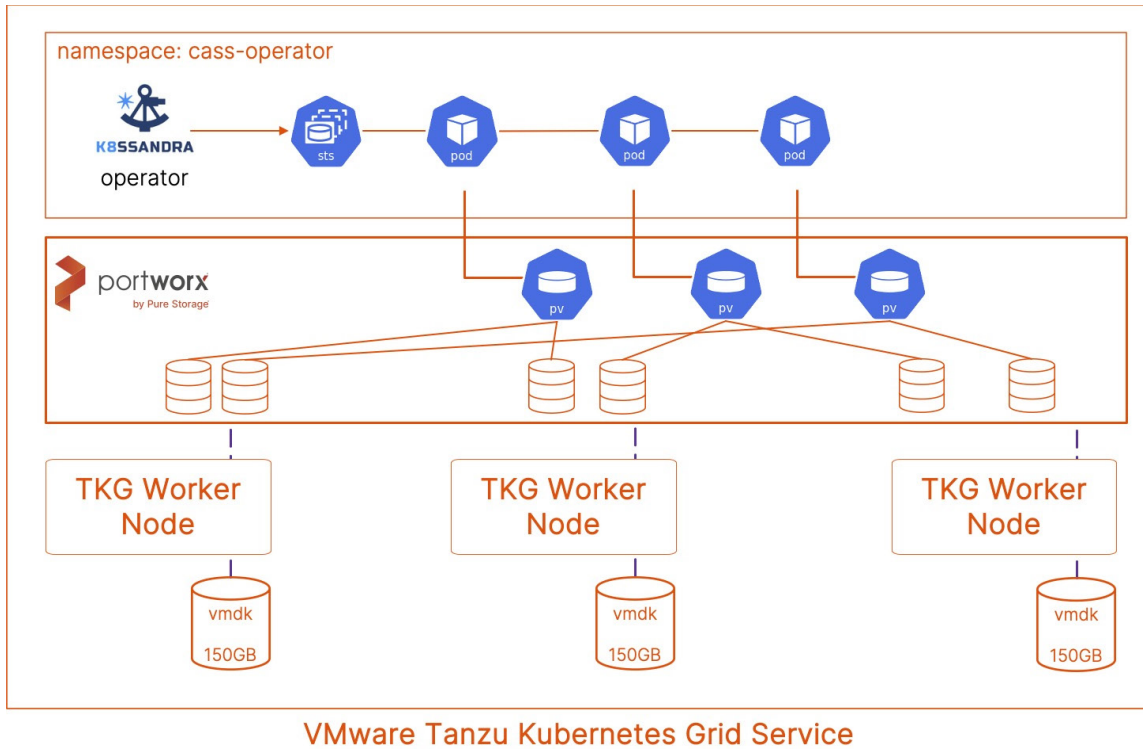 namespace: cass-operator
K8SSANDRA
operator
sts
pod
pod
pod
portworx
by Pure Storage
pv
pv
pv
TKG Worker
Node
TKG Worker
Node
TKG Worker
Node
vmdk
150GB
vmdk
150GB
vmdk
150GB
VMware Tanzu Kubernetes Grid Service